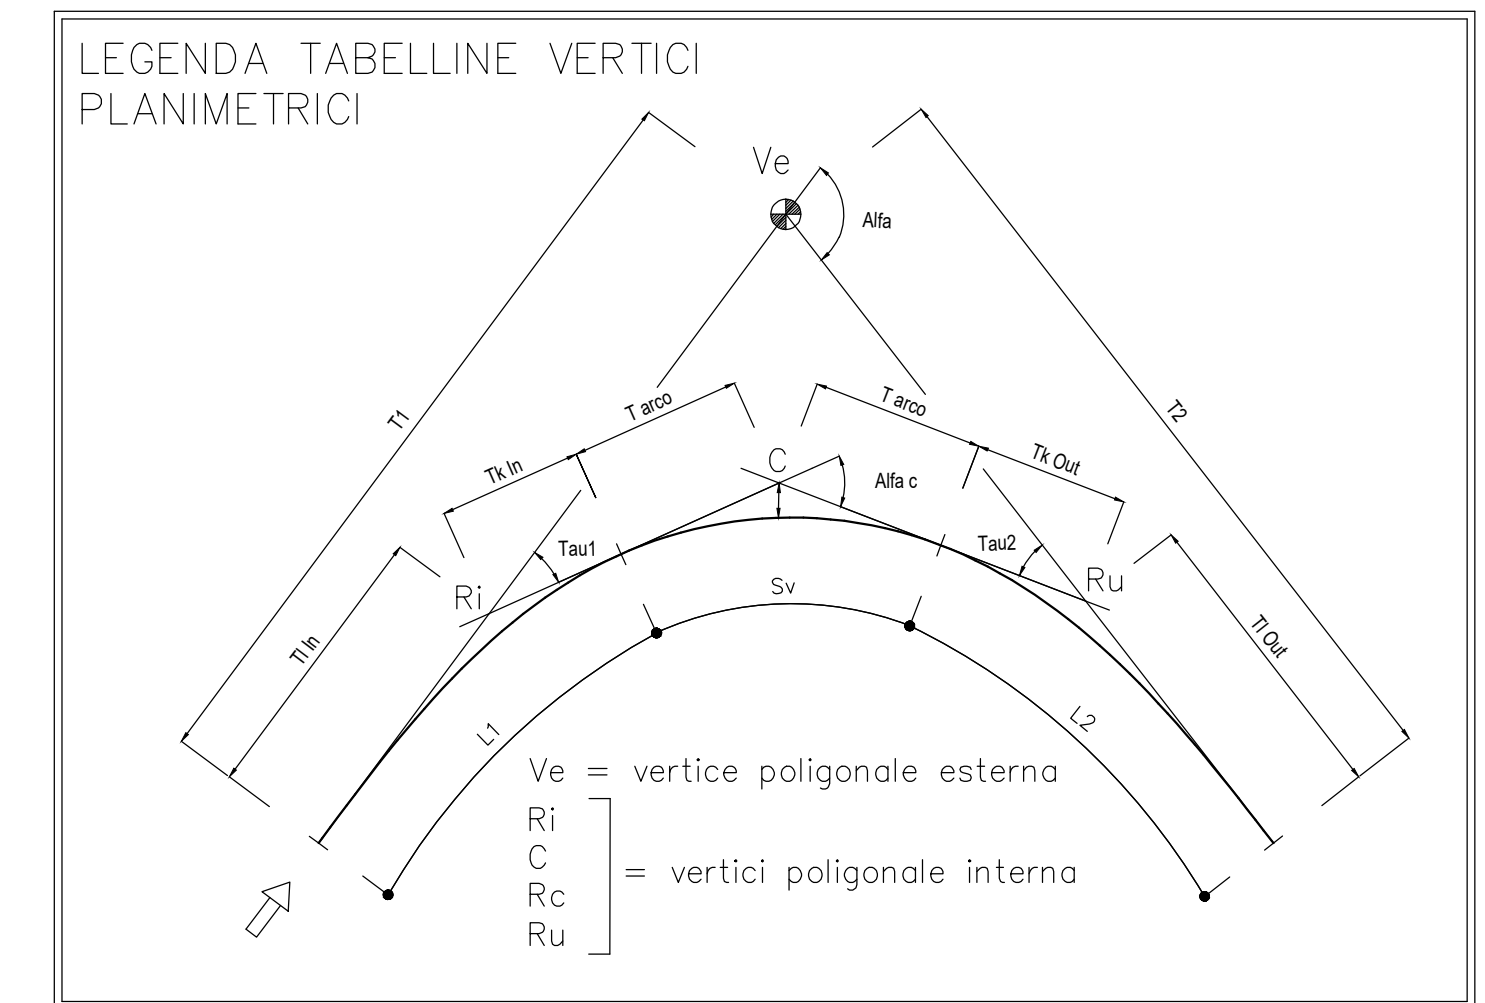 LEGENDA TABELLINE VERTICI
PLANIMETRICI
Ve
Alfa
T1
T2
T arco
T arco
Tk In
Tk Out
C
Alfa c
Tau1
Tau2
Ri
Ru
Sv
Tl In
Tl Out
L1
L2
Ve = vertice poligonale esterna
Ri
C
= vertici poligonale interna
Rc
Ru